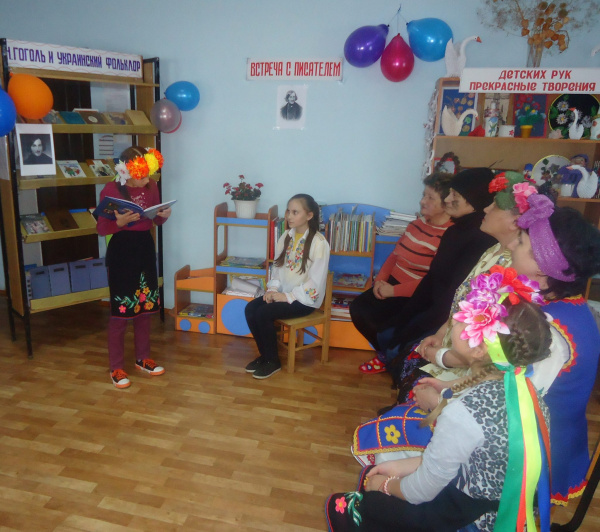 Н.ГОГОЛЬ И УКРАИНСКИЙ ФОЛЬКЛОР
ВСТРЕЧА С ПИСАТЕЛЕМ
ДЕТСКИХ РУК
ПРЕКРАСНЫЕ ТВОРЕНИЯ